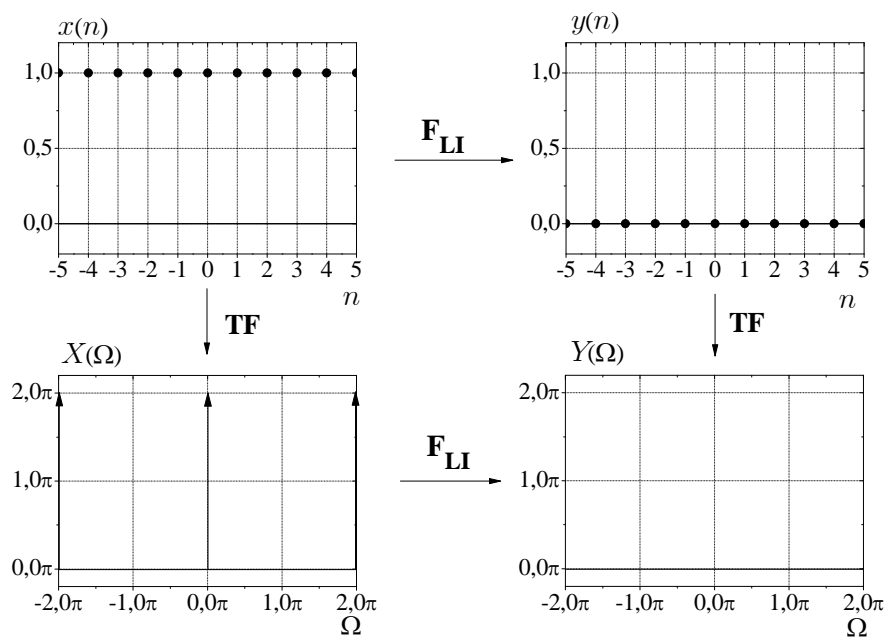 x(n)
1,0
0,5
0,0
-5 -4 -3 -2 -1 0 1 2 3 4 5
n
F_LI
y(n)
1,0
0,5
0,0
-5 -4 -3 -2 -1 0 1 2 3 4 5
n
TF
TF
X(Ω)
2,0π
1,0π
0,0π
-2,0π -1,0π 0,0π 1,0π 2,0π
Ω
F_LI
Y(Ω)
2,0π
1,0π
0,0π
-2,0π -1,0π 0,0π 1,0π 2,0π
Ω